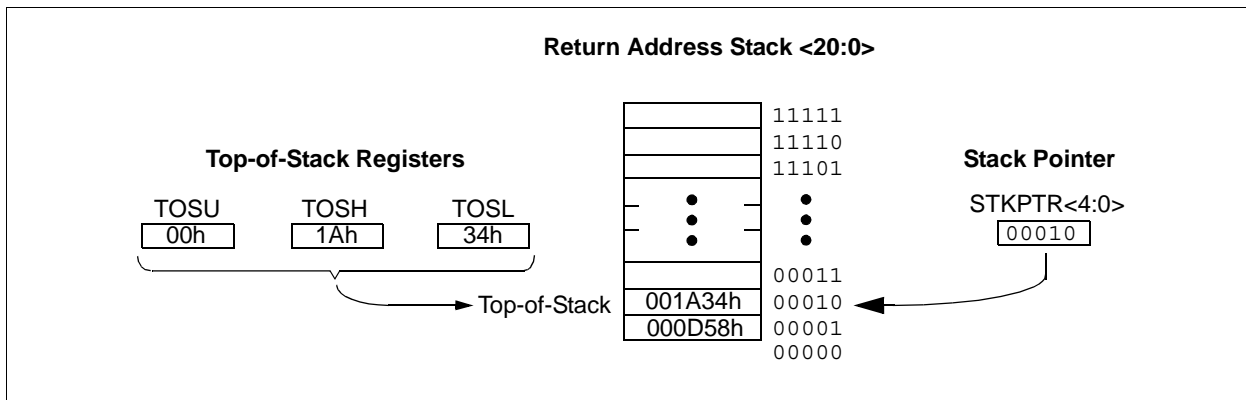 Return Address Stack <20:0>
11111
11110
Top-of-Stack Registers
11101
Stack Pointer
TOSU TOSH TOSL
STKPTR<4:0>
00h 1Ah 34h
00010
00011
Top-of-Stack 001A34h 00010
000D58h 00001
00000